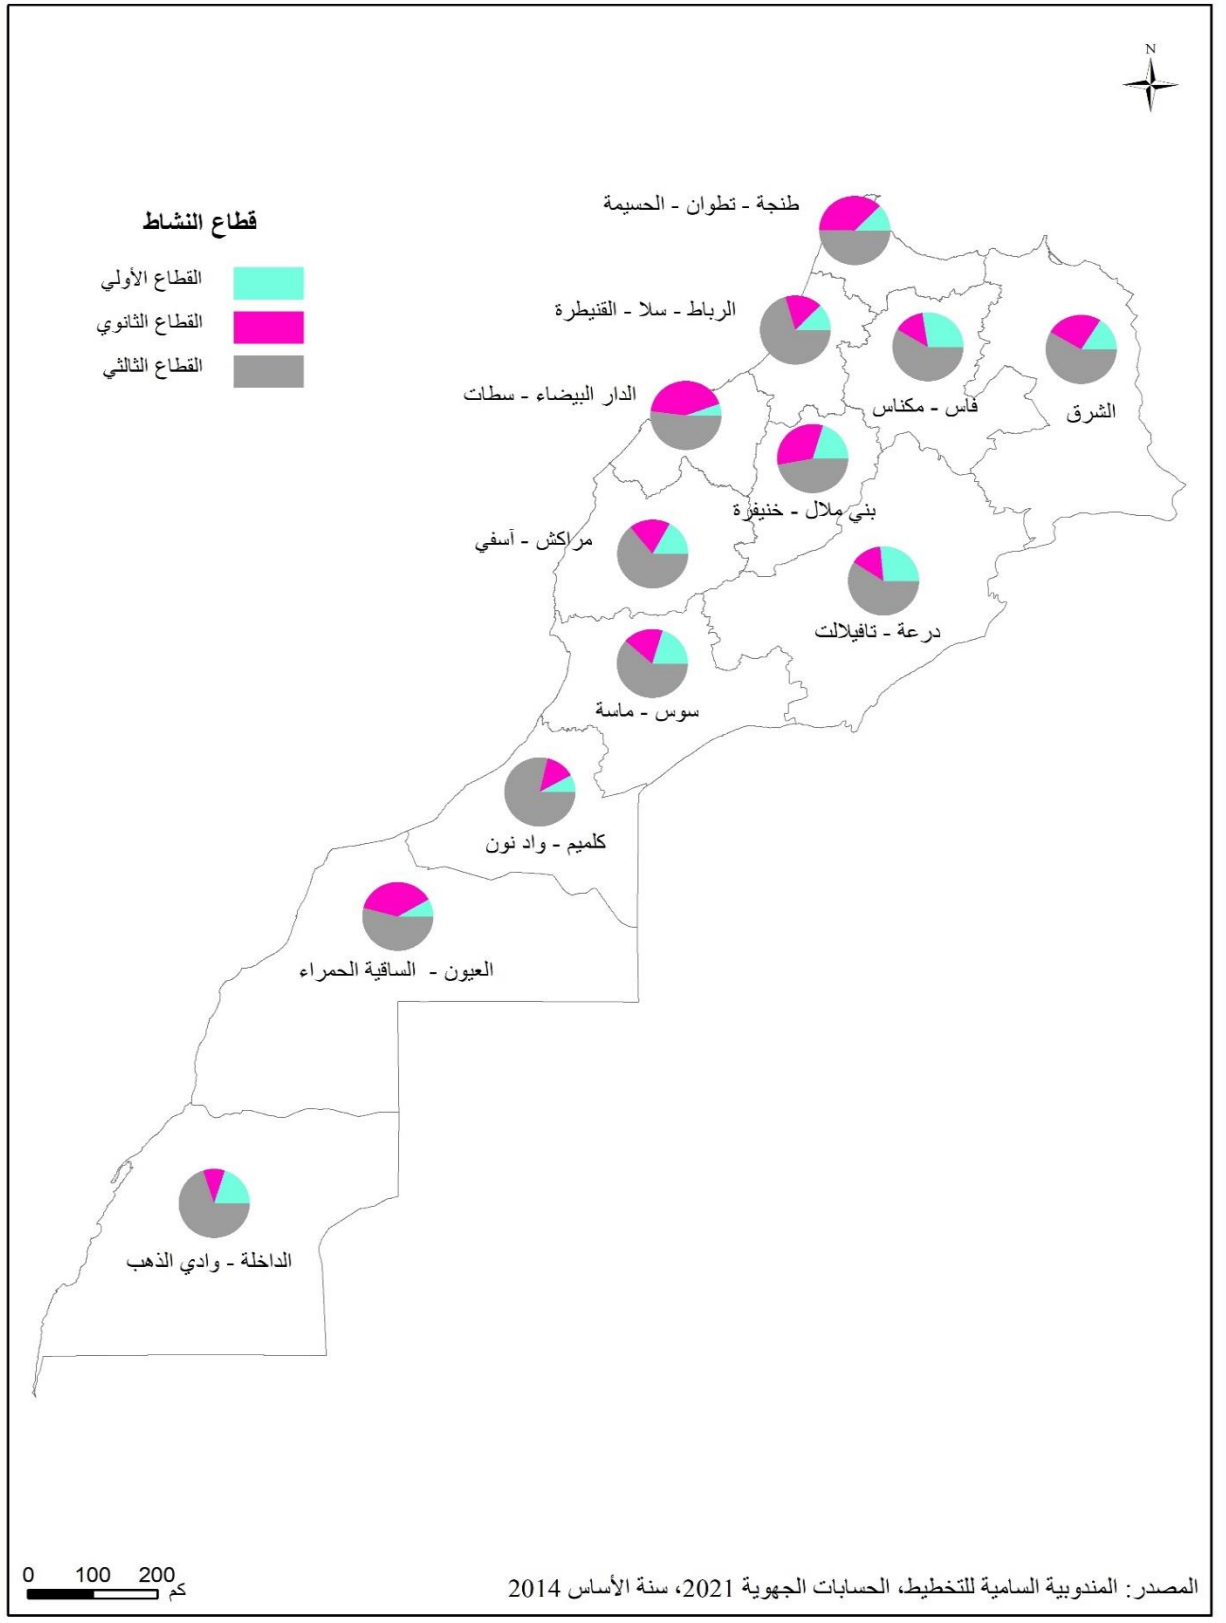 N
قطاع النشاط
القطاع الأولي
القطاع الثانوي
القطاع الثالثي
طنجة - تطوان - الحسيمة
الرباط - سلا - القنيطرة
الدار البيضاء - سطات
فاس - مكناس
الشرق
بني ملال - خنيفرة
مراكش - آسفي
درعة - تافيلالت
سوس - ماسة
كلميم - واد نون
العيون - الساقية الحمراء
الداخلة - وادي الذهب
0 100 200
كم
المصدر: المندوبية السامية للتخطيط، الحسابات الجهوية 2021، سنة الأساس 2014